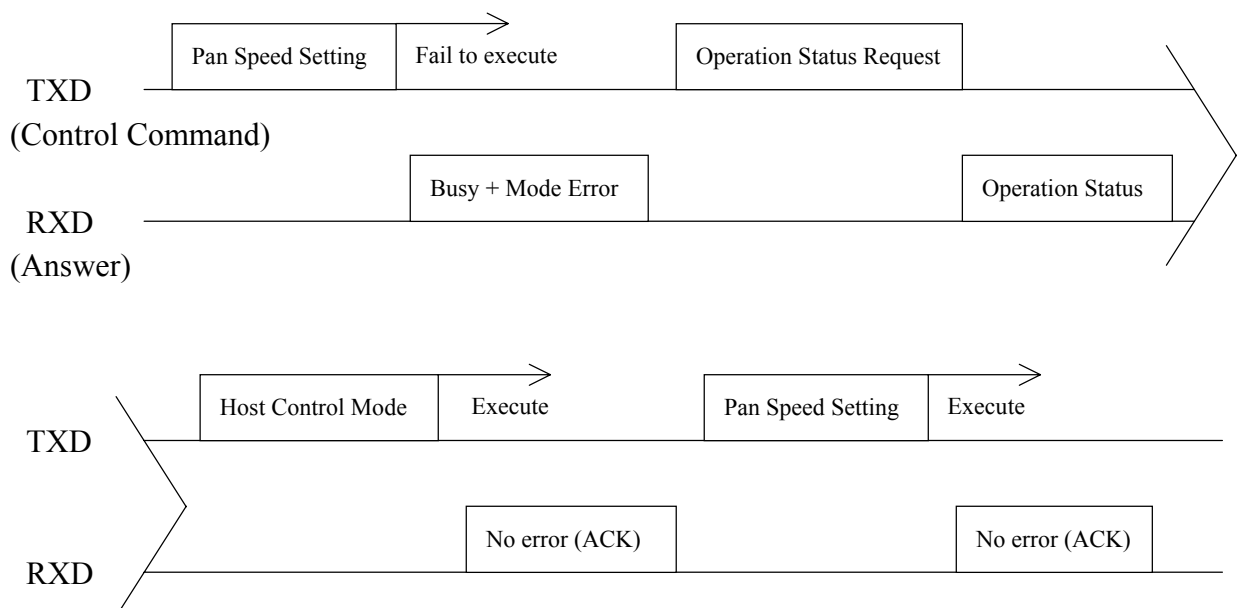 Pan Speed Setting
Fail to execute
Operation Status Request
TXD
(Control Command)
Busy + Mode Error
Operation Status
RXD
(Answer)
Host Control Mode
Execute
Pan Speed Setting
Execute
TXD
No error (ACK)
No error (ACK)
RXD